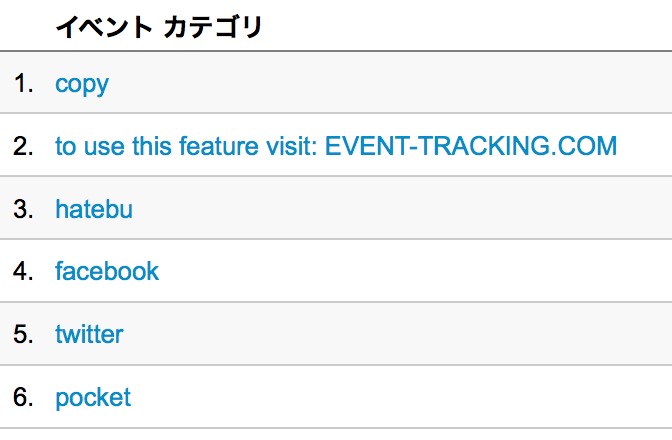 イベント カテゴリ
1. copy
2. to use this feature visit: EVENT-TRACKING.COM
3. hatebu
4. facebook
5. twitter
6. pocket